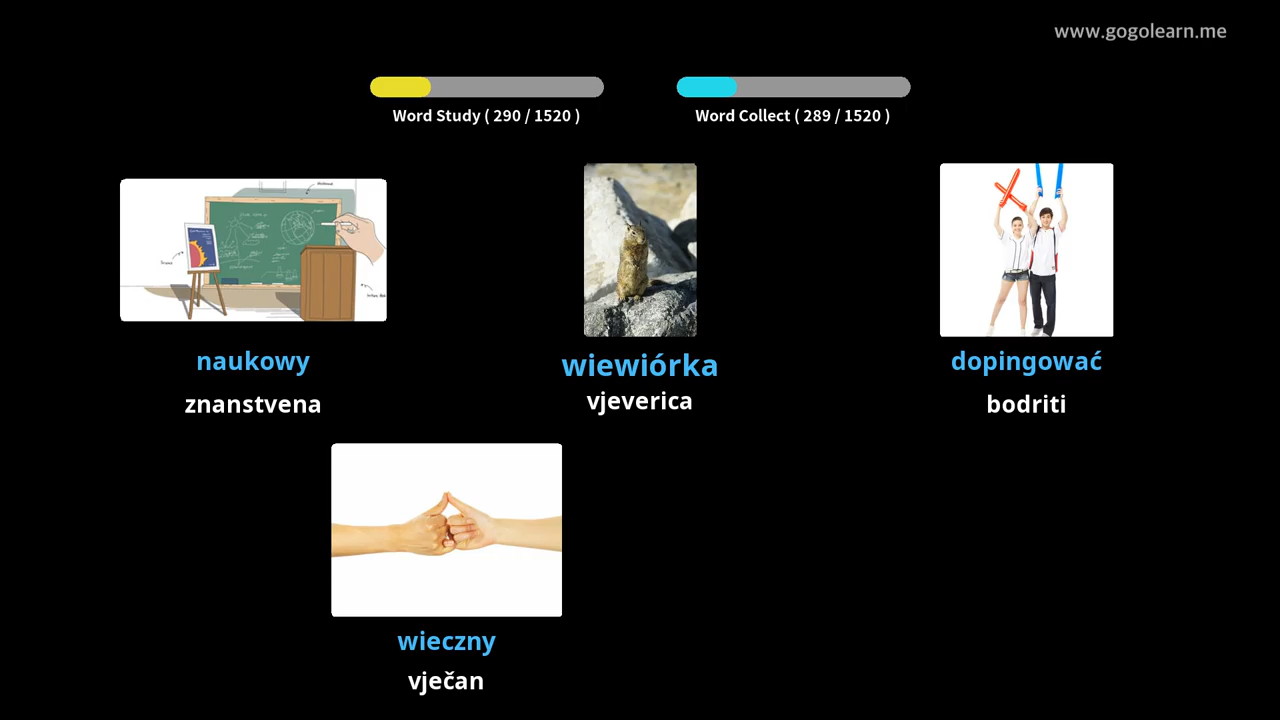 www.gogolearn.me
Word Study ( 290 / 1520 )
Word Collect ( 289 / 1520 )
naukowy
znanstvena
wiewiórka
vjeverica
dopingować
bodriti
wieczny
vječan